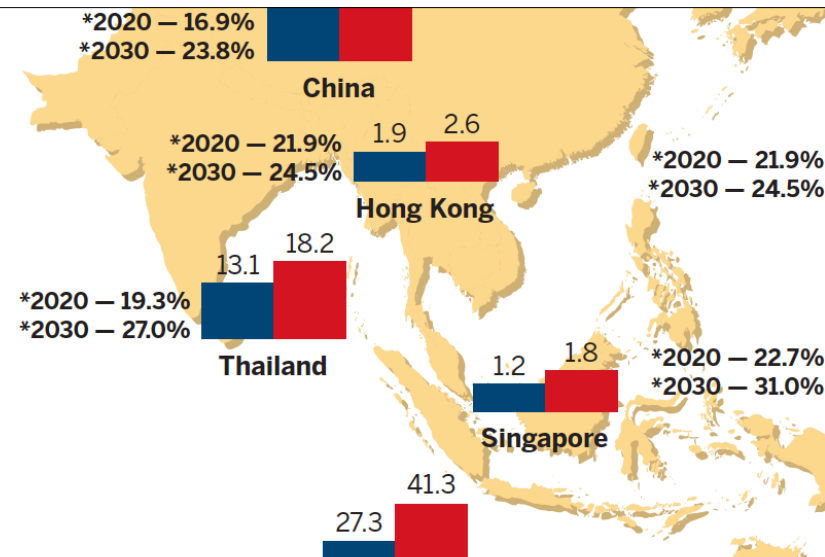 *2020 — 16.9%
*2030 — 23.8%
China
*2020 — 21.9%
*2030 — 24.5%
1.9
2.6
Hong Kong
*2020 — 21.9%
*2030 — 24.5%
*2020 — 19.3%
*2030 — 27.0%
13.1
18.2
Thailand
1.2
1.8
Singapore
*2020 — 22.7%
*2030 — 31.0%
27.3
41.3